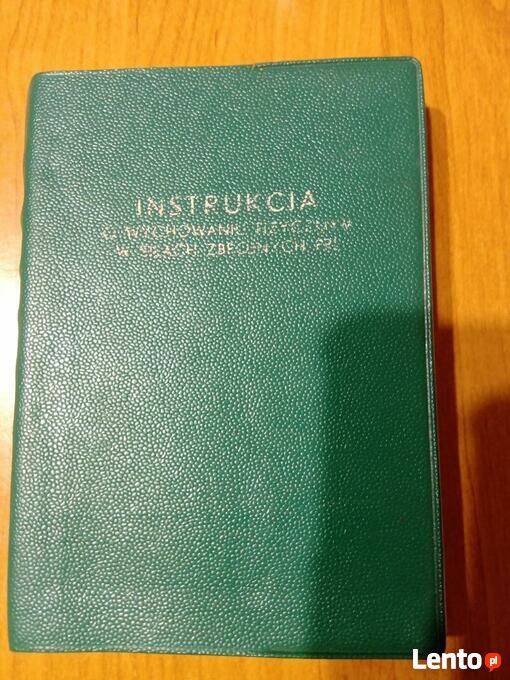 INSTRUKCJA
O WYCHOWANIU FIZYCZNYM
W SIŁACH ZBROJNYCH PRL
Lento.pl